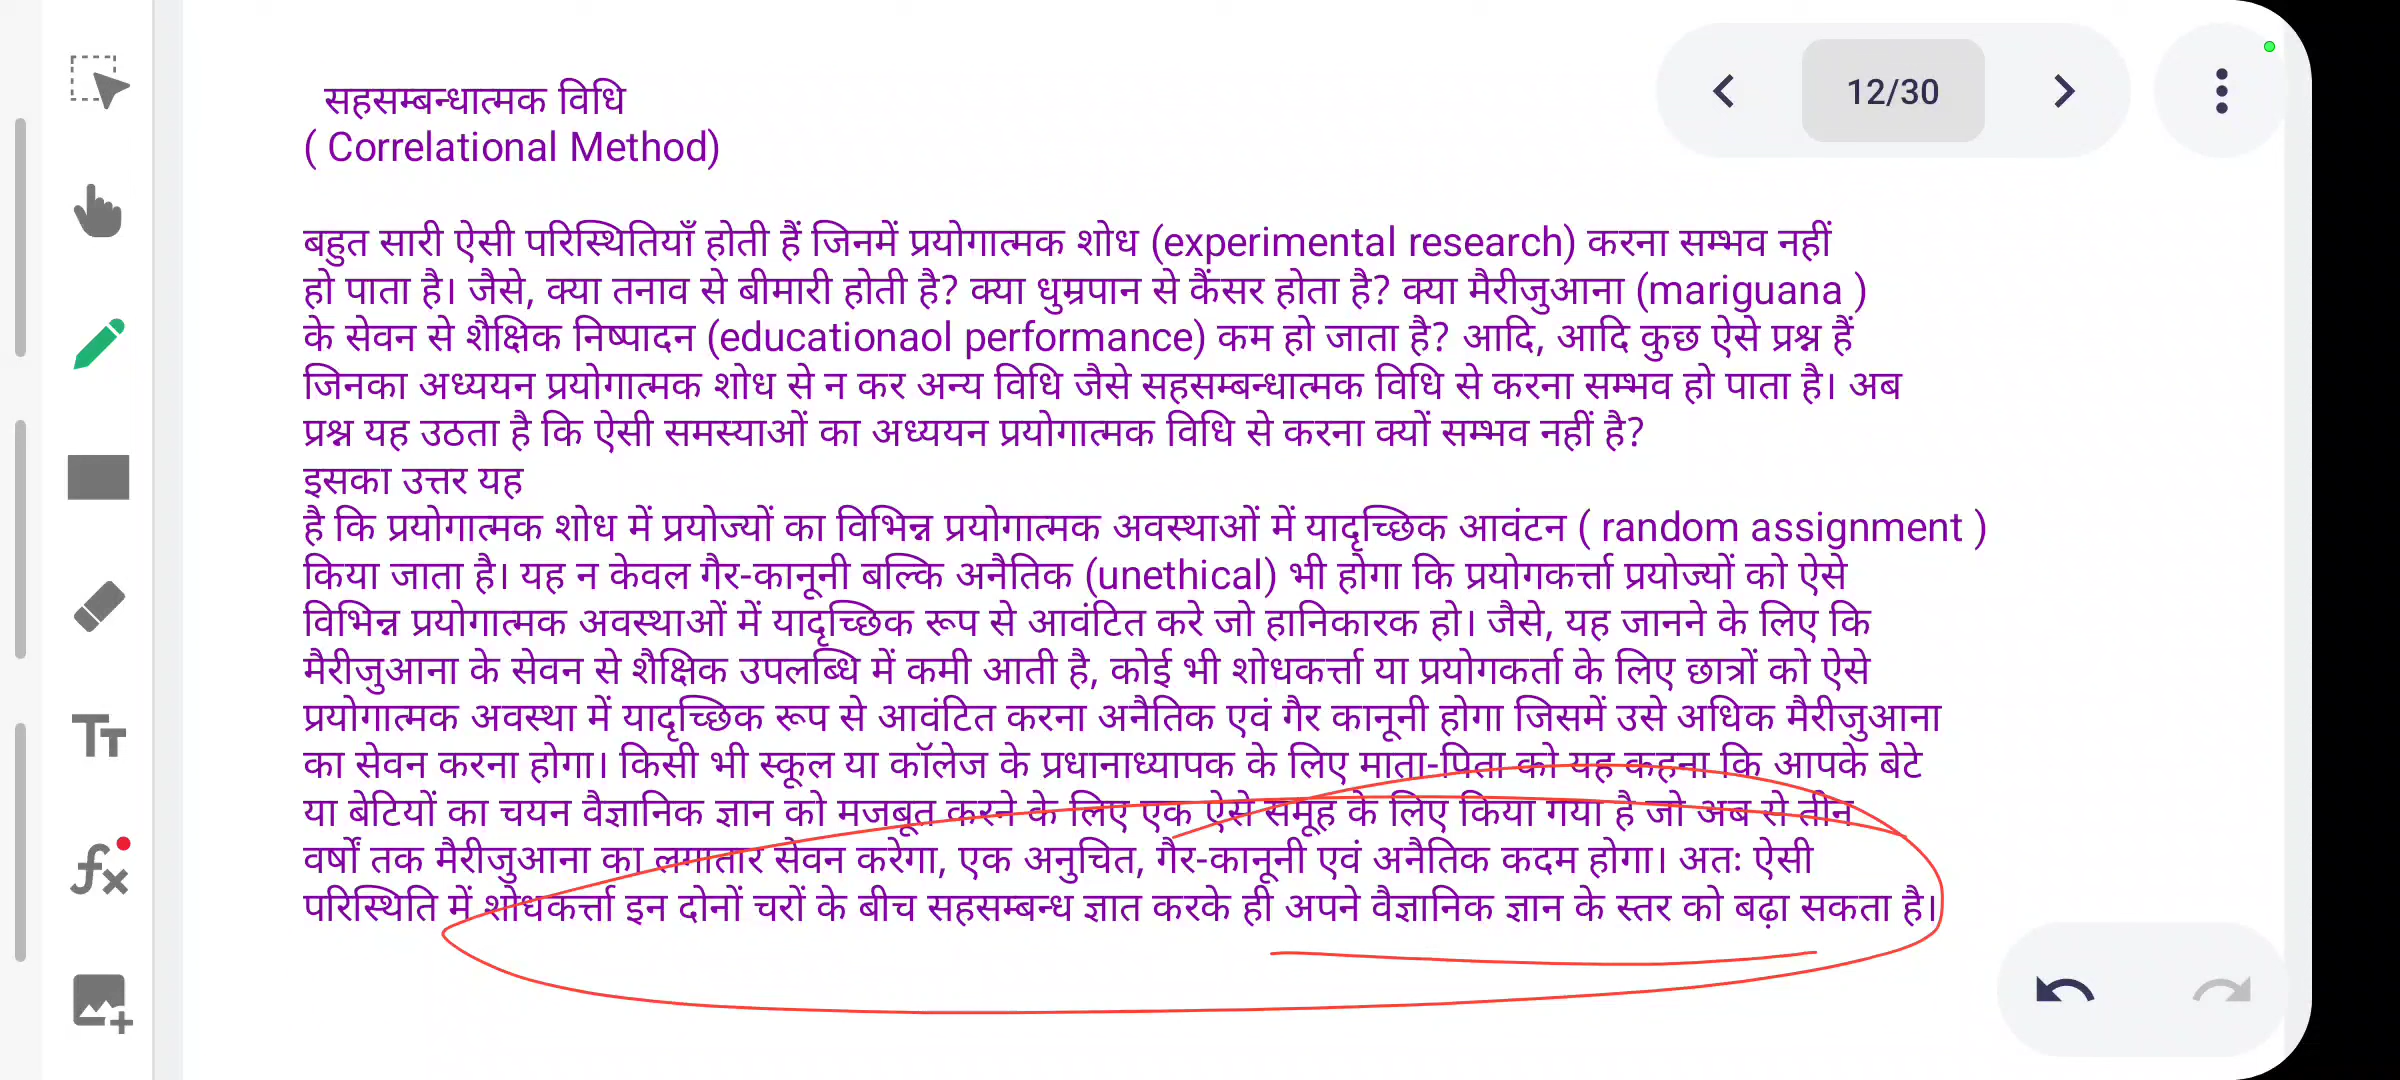 सहसम्बन्धात्मक विधि
( Correlational Method)
12/30
बहुत सारी ऐसी परिस्थितियाँ होती हैं जिनमें प्रयोगात्मक शोध (experimental research) करना सम्भव नहीं
हो पाता है। जैसे, क्या तनाव से बीमारी होती है? क्या धुम्रपान से कैंसर होता है? क्या मैरीजुआना (mariguana )
के सेवन से शैक्षिक निष्पादन (educationaol performance) कम हो जाता है? आदि, आदि कुछ ऐसे प्रश्न हैं
जिनका अध्ययन प्रयोगात्मक शोध से न कर अन्य विधि जैसे सहसम्बन्धात्मक विधि से करना सम्भव हो पाता है। अब
प्रश्न यह उठता है कि ऐसी समस्याओं का अध्ययन प्रयोगात्मक विधि से करना क्यों सम्भव नहीं है?
इसका उत्तर यह
है कि प्रयोगात्मक शोध में प्रयोज्यों का विभिन्न प्रयोगात्मक अवस्थाओं में यादृच्छिक आवंटन ( random assignment )
किया जाता है। यह न केवल गैर-कानूनी बल्कि अनैतिक (unethical) भी होगा कि प्रयोगकर्त्ता प्रयोज्यों को ऐसे
विभिन्न प्रयोगात्मक अवस्थाओं में यादृच्छिक रूप से आवंटित करे जो हानिकारक हो। जैसे, यह जानने के लिए कि
मैरीजुआना के सेवन से शैक्षिक उपलब्धि में कमी आती है, कोई भी शोधकर्त्ता या प्रयोगकर्ता के लिए छात्रों को ऐसे
प्रयोगात्मक अवस्था में यादृच्छिक रूप से आवंटित करना अनैतिक एवं गैर कानूनी होगा जिसमें उसे अधिक मैरीजुआना
का सेवन करना होगा। किसी भी स्कूल या कॉलेज के प्रधानाध्यापक के लिए माता-पिता को यह कहना कि आपके बेटे
या बेटियों का चयन वैज्ञानिक ज्ञान को मजबूत करने के लिए एक ऐसे समूह के लिए किया गया है जो अब से तीन
वर्षों तक मैरीजुआना का लगातार सेवन करेगा, एक अनुचित, गैर-कानूनी एवं अनैतिक कदम होगा। अतः ऐसी
परिस्थिति में शोधकर्त्ता इन दोनों चरों के बीच सहसम्बन्ध ज्ञात करके ही अपने वैज्ञानिक ज्ञान के स्तर को बढ़ा सकता है।